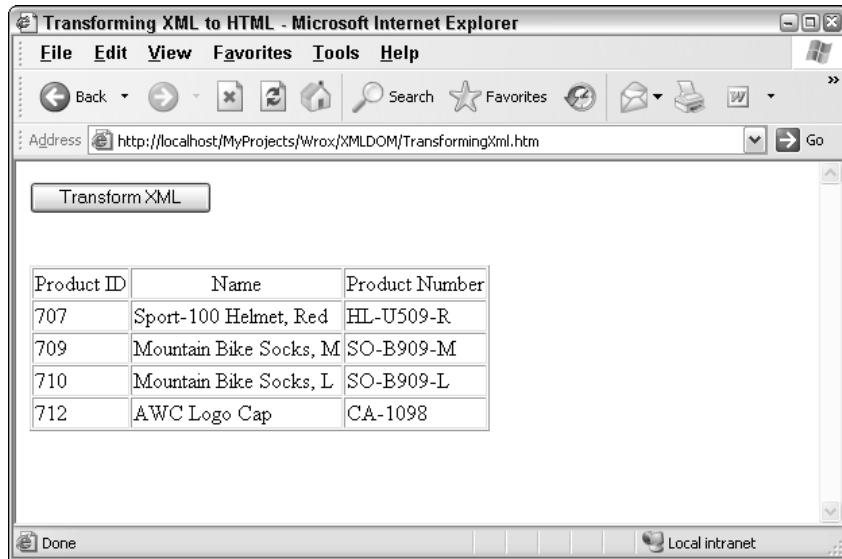 Transforming XML to HTML - Microsoft Internet Explorer
File Edit View Favorites Tools Help
Back Search Favorites W »
Address http://localhost/MyProjects/Wrox/XMLDOM/TransformingXml.htm Go
Transform XML
Product ID Name Product Number
707 Sport-100 Helmet, Red HL-U509-R
709 Mountain Bike Socks, M SO-B909-M
710 Mountain Bike Socks, L SO-B909-L
712 AWC Logo Cap CA-1098
Done Local intranet